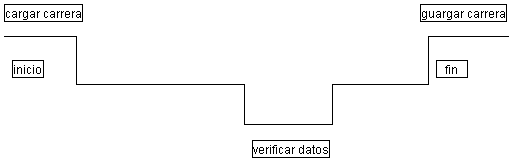 cargar carrera
guargar carrera
inicio
fin
verificar datos